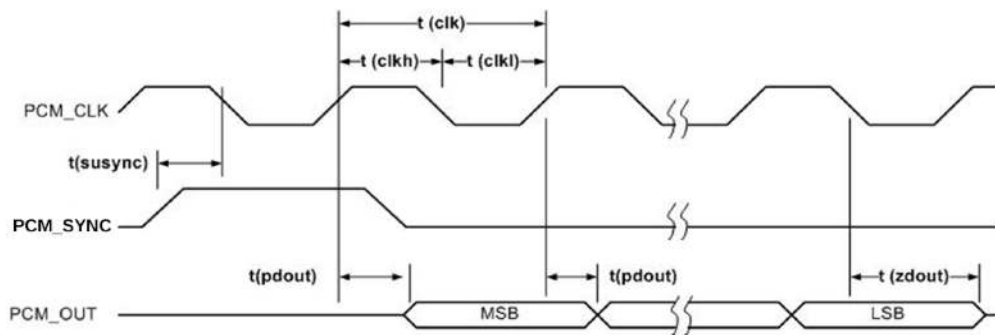 t (clk)
t (clkh)
t (clkl)
PCM_CLK
t(susync)
PCM_SYNC
t(pdout)
t(pdout)
t (zdout)
PCM_OUT
MSB
LSB